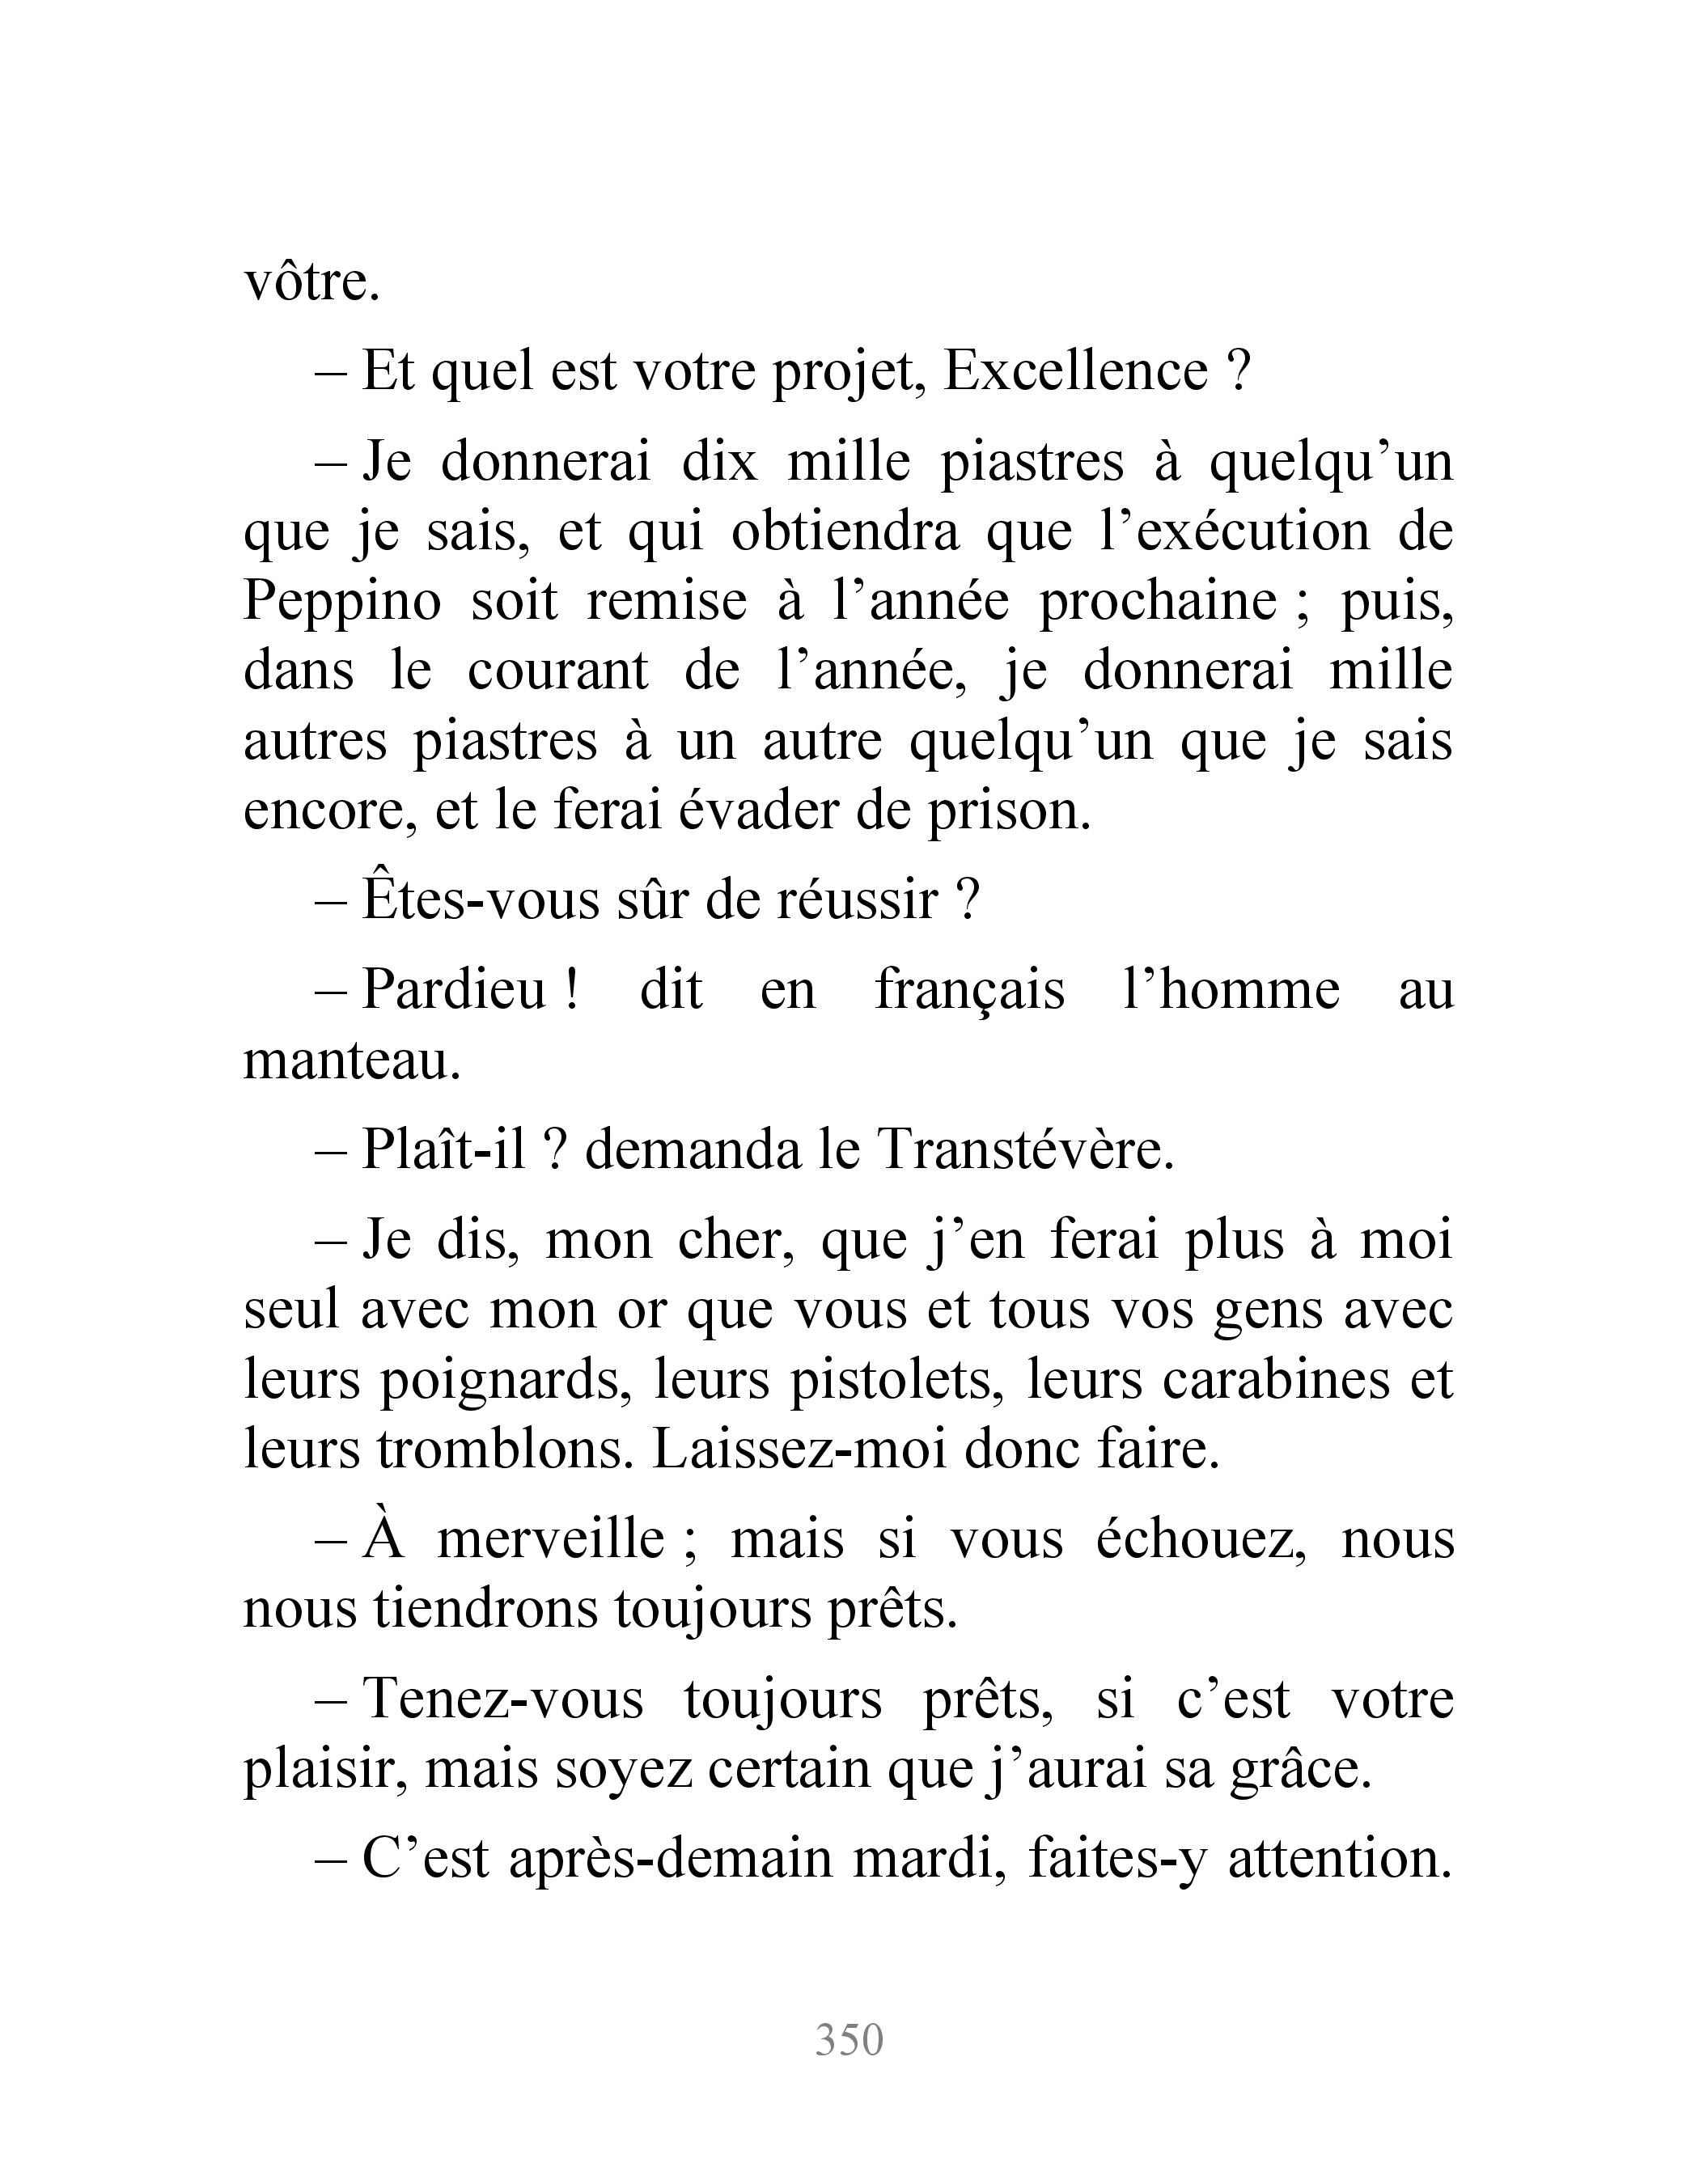 vôtre.
– Et quel est votre projet, Excellence ?
– Je donnerai dix mille piastres à quelqu’un
que je sais, et qui obtiendra que l’exécution de
Peppino soit remise à l’année prochaine ; puis,
dans le courant de l’année, je donnerai mille
autres piastres à un autre quelqu’un que je sais
encore, et le ferai évader de prison.
– Êtes-vous sûr de réussir ?
– Pardieu ! dit en français l’homme au
manteau.
– Plaît-il ? demanda le Transtévère.
– Je dis, mon cher, que j’en ferai plus à moi
seul avec mon or que vous et tous vos gens avec
leurs poignards, leurs pistolets, leurs carabines et
leurs tromblons. Laissez-moi donc faire.
– À merveille ; mais si vous échouez, nous
nous tiendrons toujours prêts.
– Tenez-vous toujours prêts, si c’est votre
plaisir, mais soyez certain que j’aurai sa grâce.
– C’est après-demain mardi, faites-y attention.
350